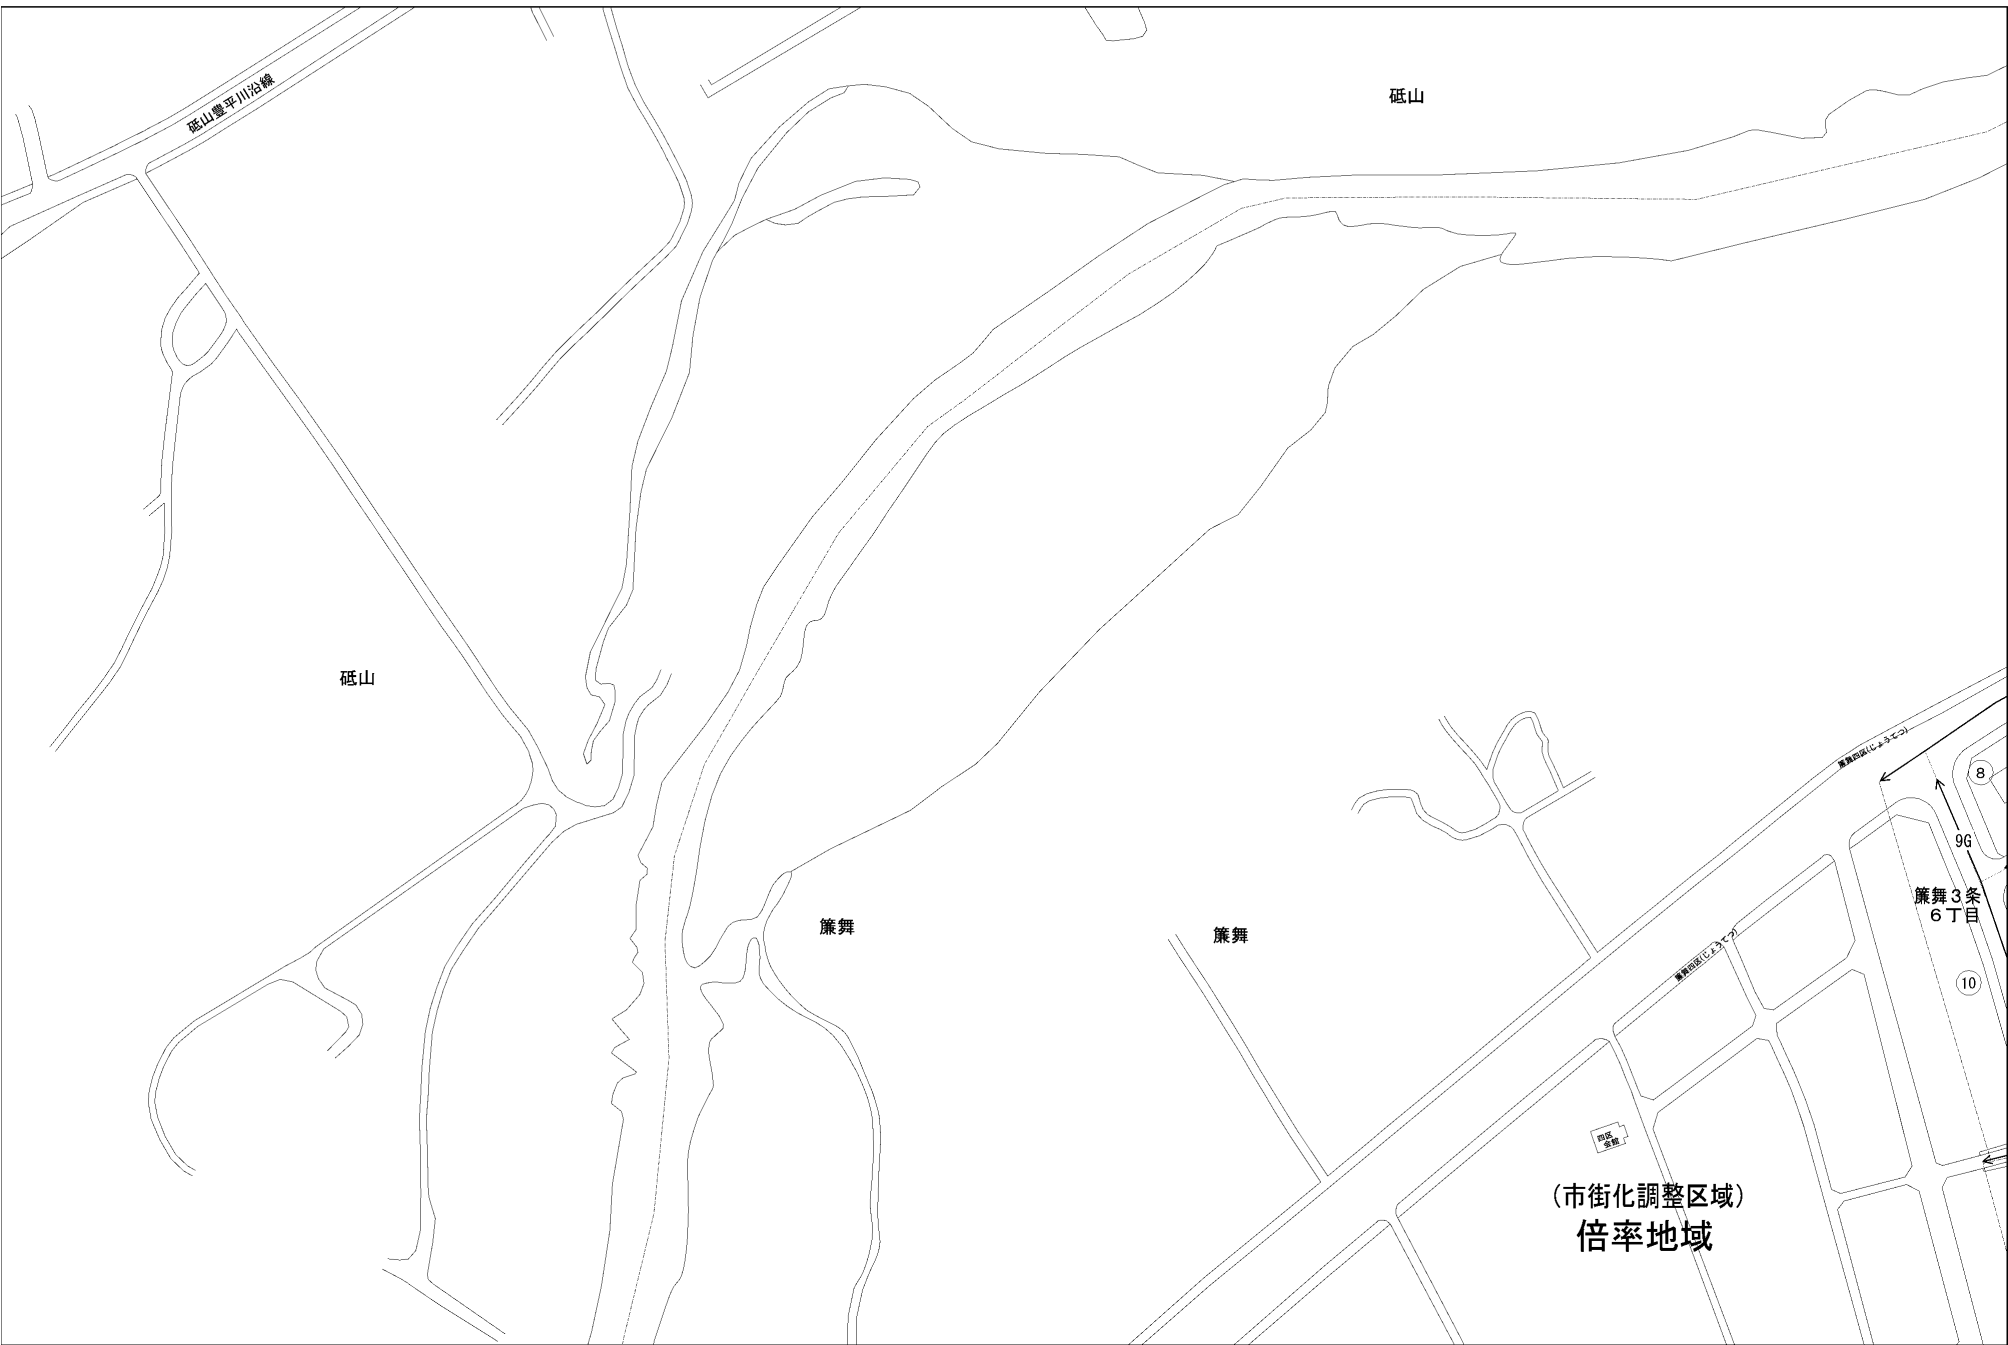 砥山豊平川沿線
砥山
砥山
簾舞四区(じょうてつ)
8
9G
簾舞3条
6丁目
簾舞
簾舞
簾舞四区(じょうてつ)
10
四区
会館
(市街化調整区域)
倍率地域